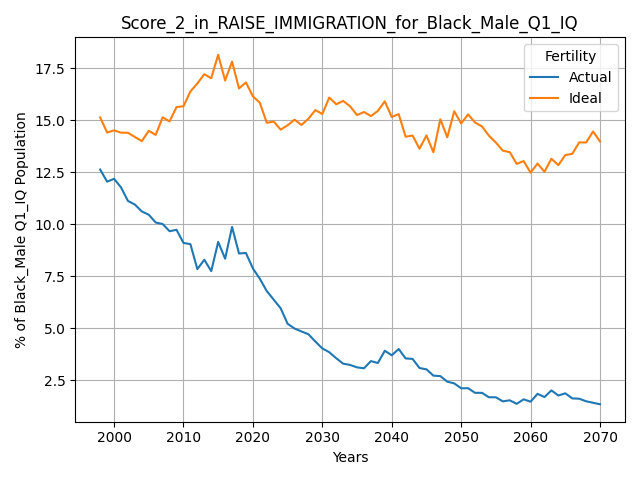 Score_2_in_RAISE_IMMIGRATION_for_Black_Male_Q1_IQ
Fertility
Actual
Ideal
% of Black_Male Q1_IQ Population
17.5
15.0
12.5
10.0
7.5
5.0
2.5
2000 2010 2020 2030 2040 2050 2060 2070
Years